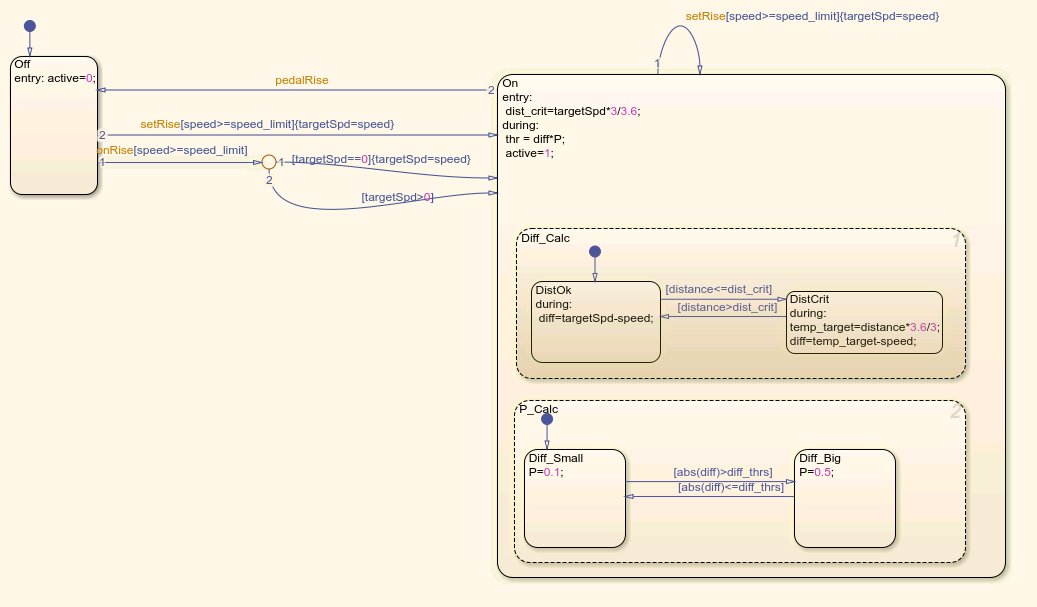 setRise[speed>=speed_limit]{targetSpd=speed}
1
Off
entry: active=0;
pedalRise
2
setRise[speed>=speed_limit]{targetSpd=speed}
2
onRise[speed>=speed_limit]
1
1
[targetSpd==0]{targetSpd=speed}
2
[targetSpd>0]
On
entry:
dist_crit=targetSpd*3/3.6;
during:
thr = diff*P;
active=1;
Diff_Calc
1
DistOk
during:
diff=targetSpd-speed;
[distance<=dist_crit]
[distance>dist_crit]
DistCrit
during:
temp_target=distance*3.6/3;
diff=temp_target-speed;
P_Calc
2
Diff_Small
P=0.1;
[abs(diff)>diff_thrs]
[abs(diff)<=diff_thrs]
Diff_Big
P=0.5;